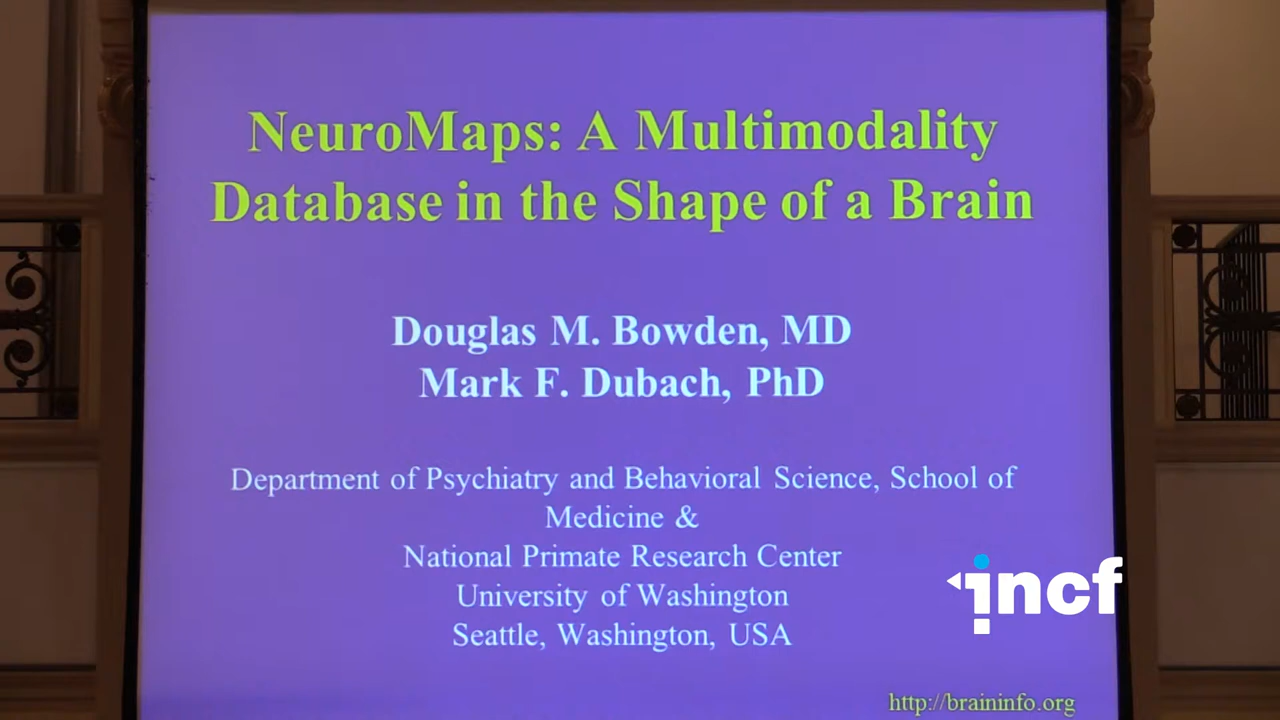 NeuroMaps: A Multimodality
Database in the Shape of a Brain
Douglas M. Bowden, MD
Mark F. Dubach, PhD
Department of Psychiatry and Behavioral Science, School of
Medicine &
National Primate Research Center
University of Washington
Seattle, Washington, USA
incf
http://braininfo.org